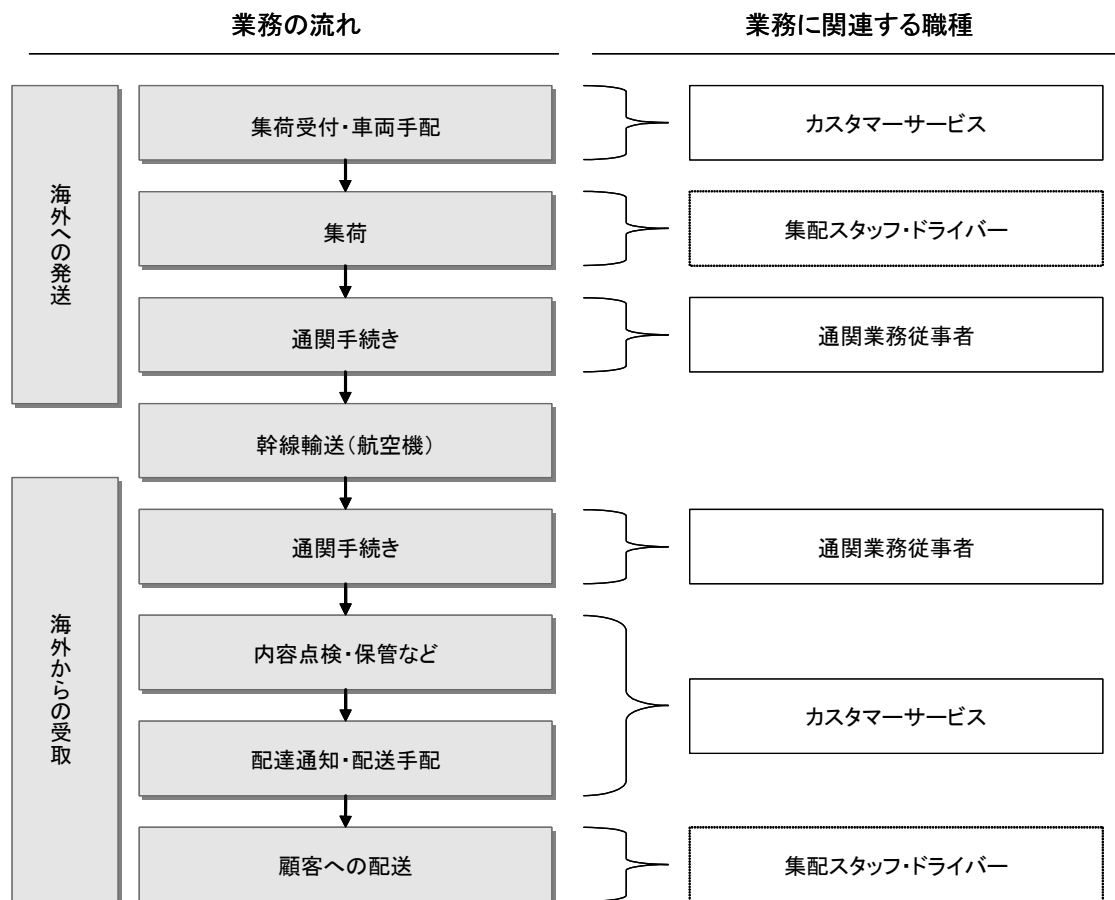 業務の流れ
業務に関連する職種
海外への発送
集荷受付・車両手配
カスタマーサービス
集荷
集配スタッフ・ドライバー
通関手続き
通関業務従事者
幹線輸送（航空機）
海外からの受取
通関手続き
通関業務従事者
内容点検・保管など
配達通知・配送手配
カスタマーサービス
顧客への配送
集配スタッフ・ドライバー